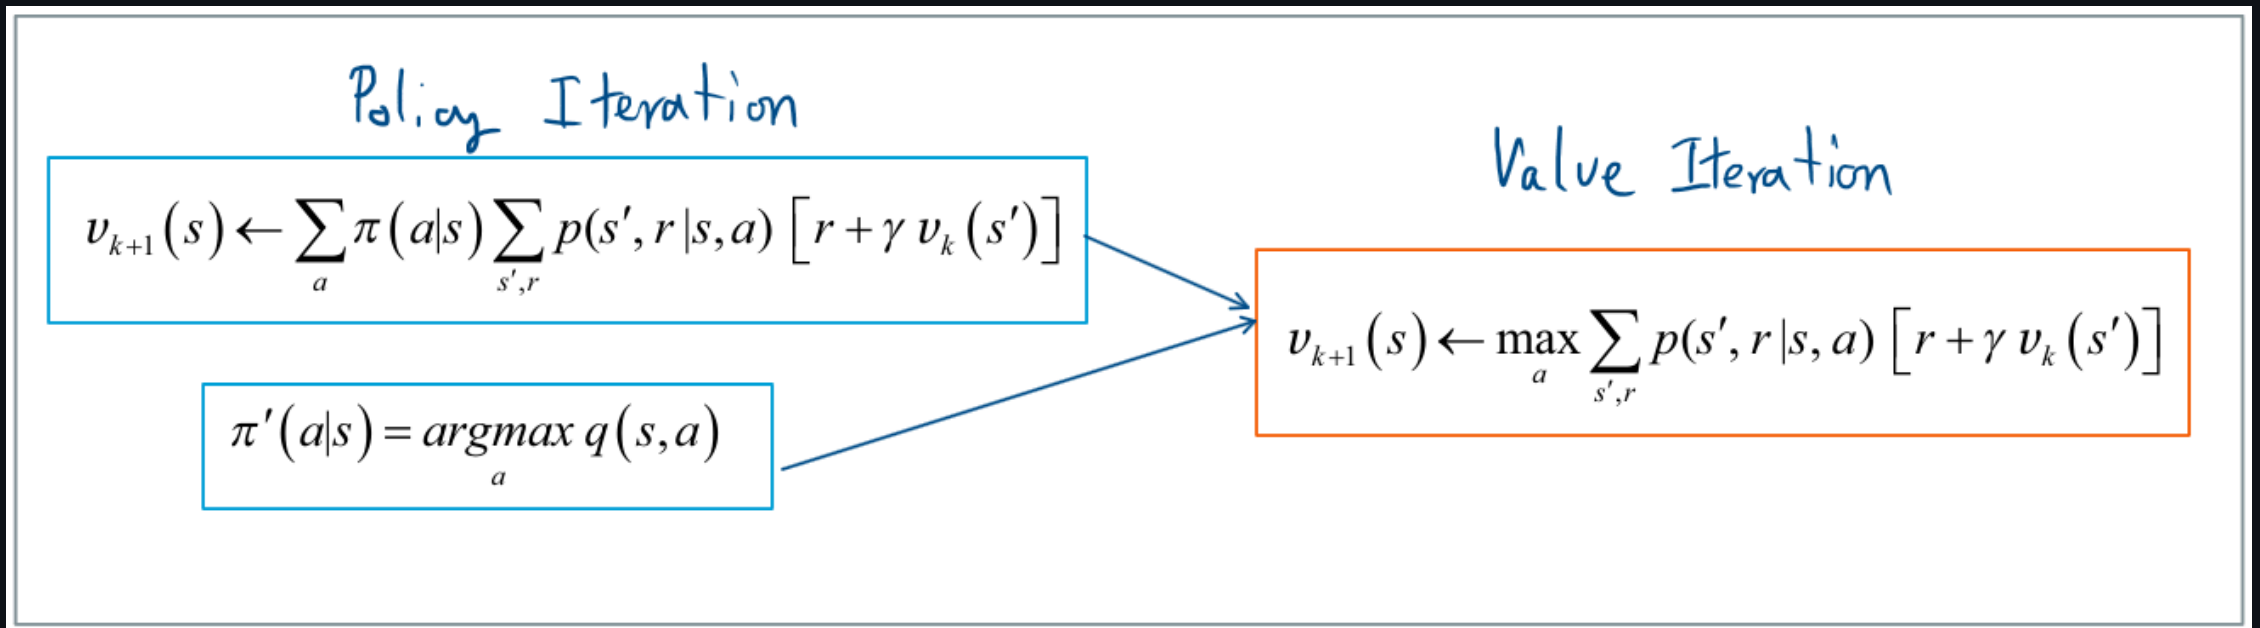 Policy Iteration
v_{k+1}(s) ← ∑_a π(a|s) ∑_{s',r} p(s', r |s, a) [r + γ v_k(s')]
π'(a|s) = argmax_a q(s, a)
Value Iteration
v_{k+1}(s) ← max_a ∑_{s',r} p(s', r |s, a) [r + γ v_k(s')]